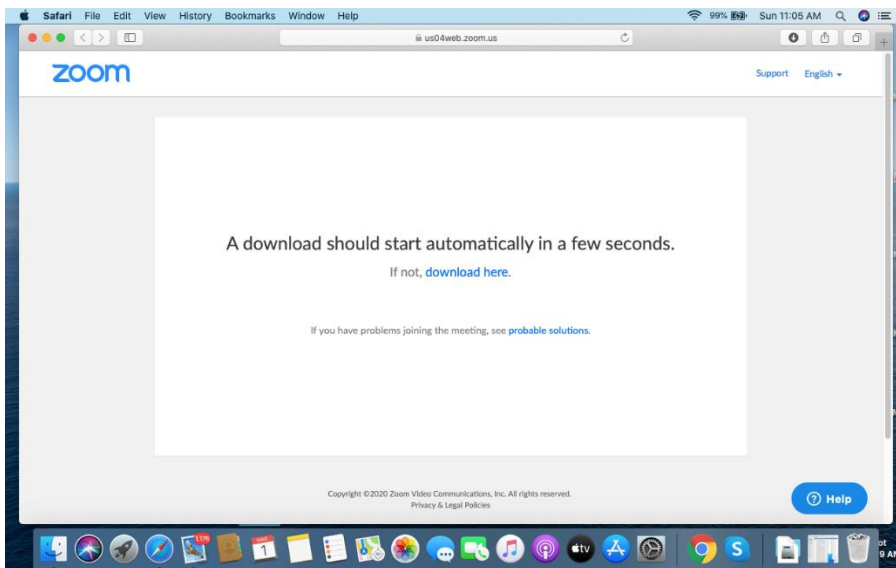 Safari File Edit View History Bookmarks Window Help 99% Sun 11:05 AM
us04web.zoom.us
zoom Support English
A download should start automatically in a few seconds.
If not, download here.
If you have problems joining the meeting, see probable solutions.
Copyright ©2020 Zoom Video Communications, Inc. All rights reserved.
Privacy & Legal Policies
Help
1
tv
S